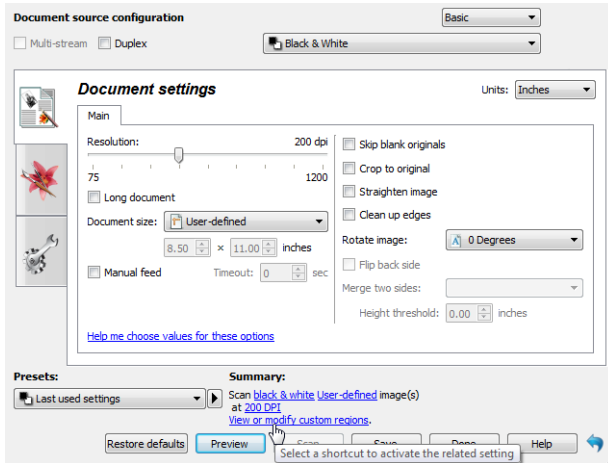 Document source configuration Basic
Multi-stream Duplex Black & White
Document settings Units: Inches
Main
Resolution: 200 dpi
75 1200
Long document
Document size: User-defined
8.50 × 11.00 inches
Manual feed Timeout: 0 sec
Help me choose values for these options
Skip blank originals
Crop to original
Straighten image
Clean up edges
Rotate image: 0 Degrees
Flip back side
Merge two sides:
Height threshold: 0.00 inches
Presets:
Last used settings
Summary:
Scan black & white User-defined image(s)
at 200 DPI
View or modify custom regions.
Restore defaults Preview Scan Save Done Help
Select a shortcut to activate the related setting